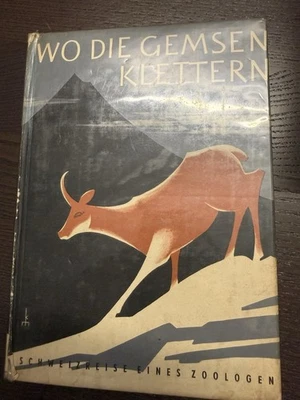 WO DIE GEMSEN
KLETTERN
SCHWEIZREISE EINES ZOOLOGEN